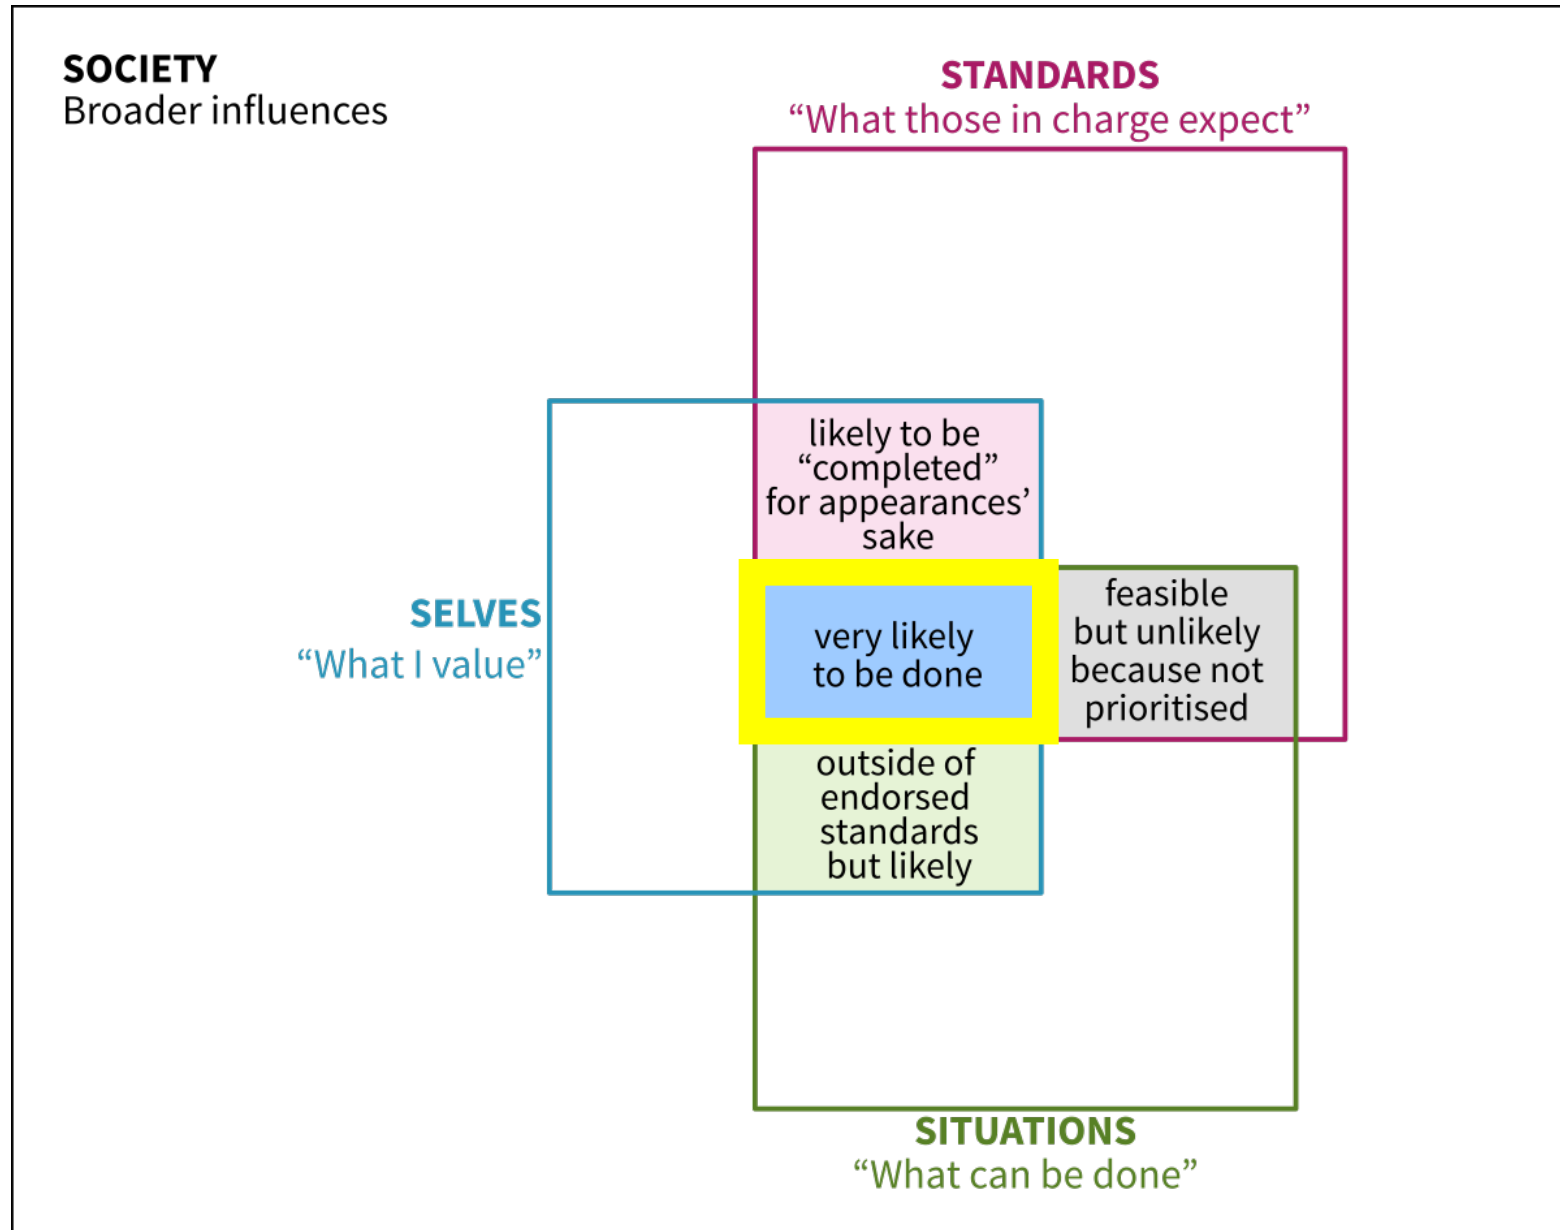 SOCIETY
Broader influences
STANDARDS
“What those in charge expect”
likely to be
“completed”
for appearances’
sake
SELVES
“What I value”
very likely
to be done
feasible
but unlikely
because not
prioritised
outside of
endorsed
standards
but likely
SITUATIONS
“What can be done”